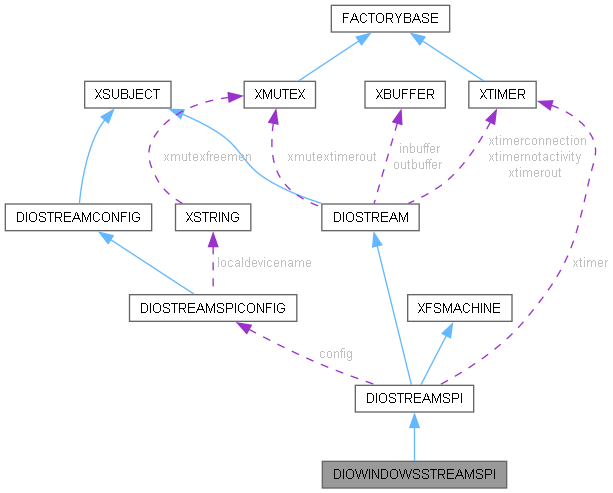 FACTORYBASE
XSUBJECT
XMUTEX
XBUFFER
XTIMER
xmutexfreemen
xmutextimerout
inbuffer
outbuffer
xtimerconnection
xtimernotactivity
xtimerout
DIOSTREAMCONFIG
XSTRING
DIOSTREAM
localdevicename
xtimer
DIOSTREAMSPICONFIG
XFSMACHINE
config
DIOSTREAMSPI
DIOWINDOWSSTREAMSPI